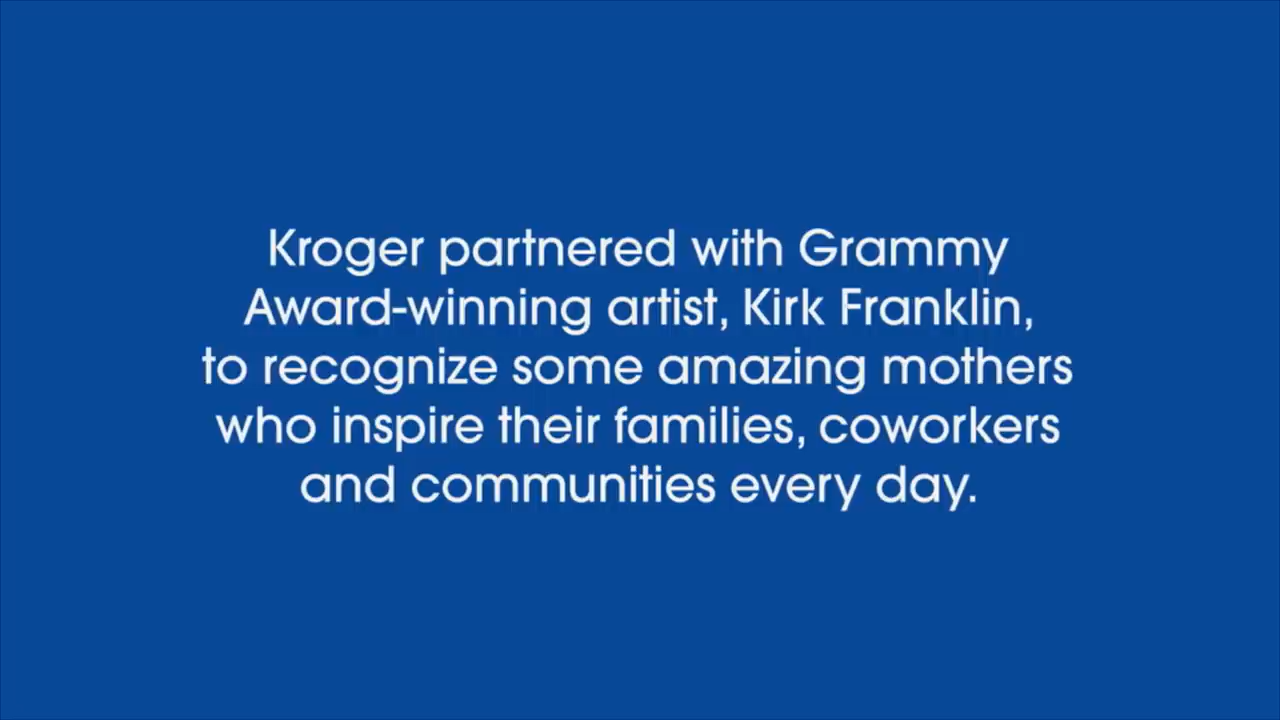 Kroger partnered with Grammy
Award-winning artist, Kirk Franklin,
to recognize some amazing mothers
who inspire their families, coworkers
and communities every day.